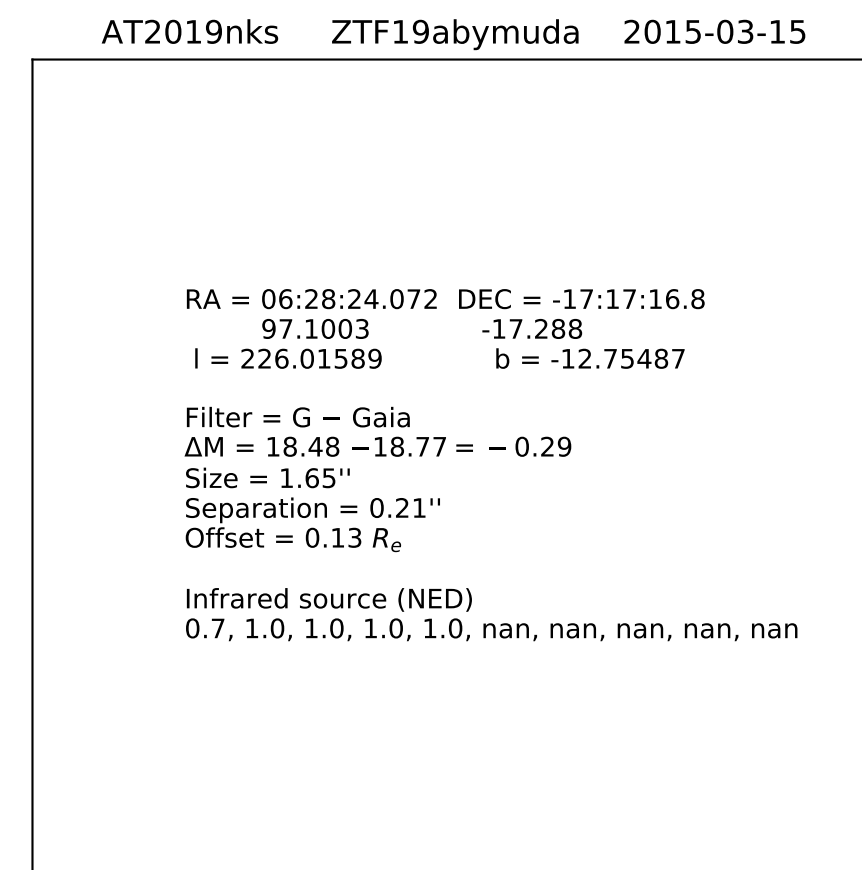 AT2019nks ZTF19abymuda 2015-03-15
RA = 06:28:24.072 DEC = -17:17:16.8
97.1003 -17.288
l = 226.01589 b = -12.75487
Filter = G − Gaia
ΔM = 18.48 −18.77 = −0.29
Size = 1.65''
Separation = 0.21''
Offset = 0.13 Re
Infrared source (NED)
0.7, 1.0, 1.0, 1.0, 1.0, nan, nan, nan, nan, nan